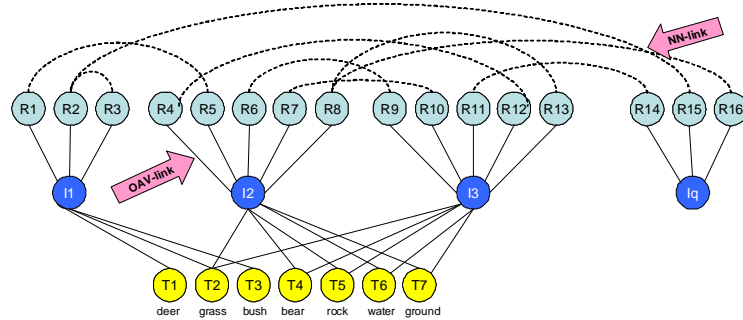 NN-link
R1 R2 R3 R4 R5 R6 R7 R8 R9 R10 R11 R12 R13 R14 R15 R16
OAV-link
I1 I2 I3 Iq
T1 T2 T3 T4 T5 T6 T7
deer grass bush bear rock water ground